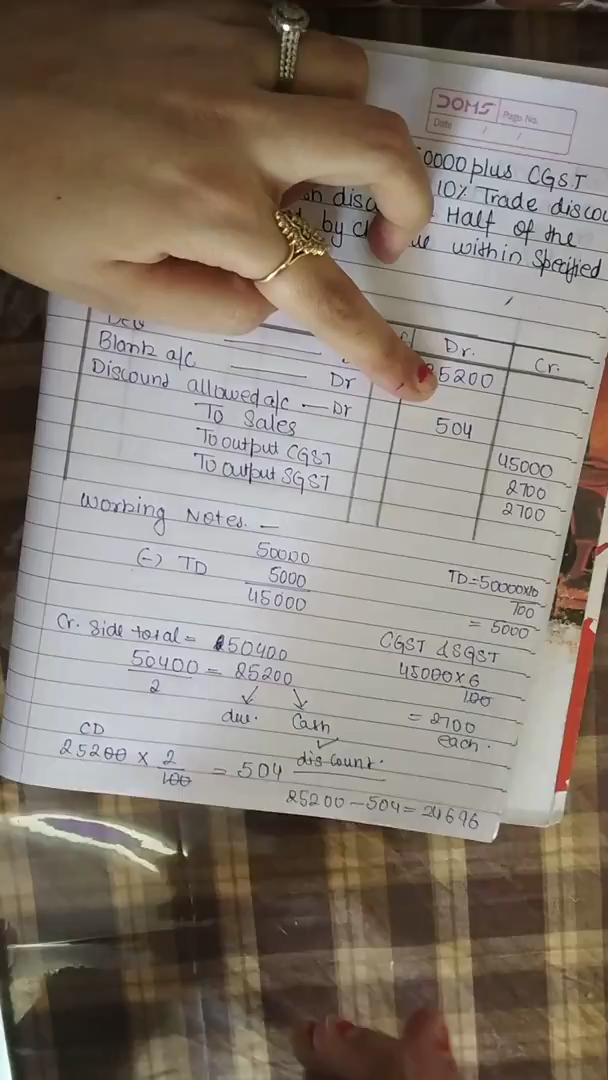 DOMS Page No.
Date / /
0000 plus CGST
10% Trade discou
Half of the
by within Specified
Dr. Cr.
Dr 5200
Bank a/c Dr
Discount allowed a/c — Dr 504
To Sales 45000
To output CGST 2700
To output SGST 2700
Working Notes. -
50000
(-) TD 5000
45000
TD = 50000x10
100
= 5000
Cr. Side total = 50400
50400 = 25200
2
due. Cash
CGST & SGST
45000 x 6
100
= 2700
each.
CD
25200 x 2 = 504 discount.
100
25200 - 504 = 24696